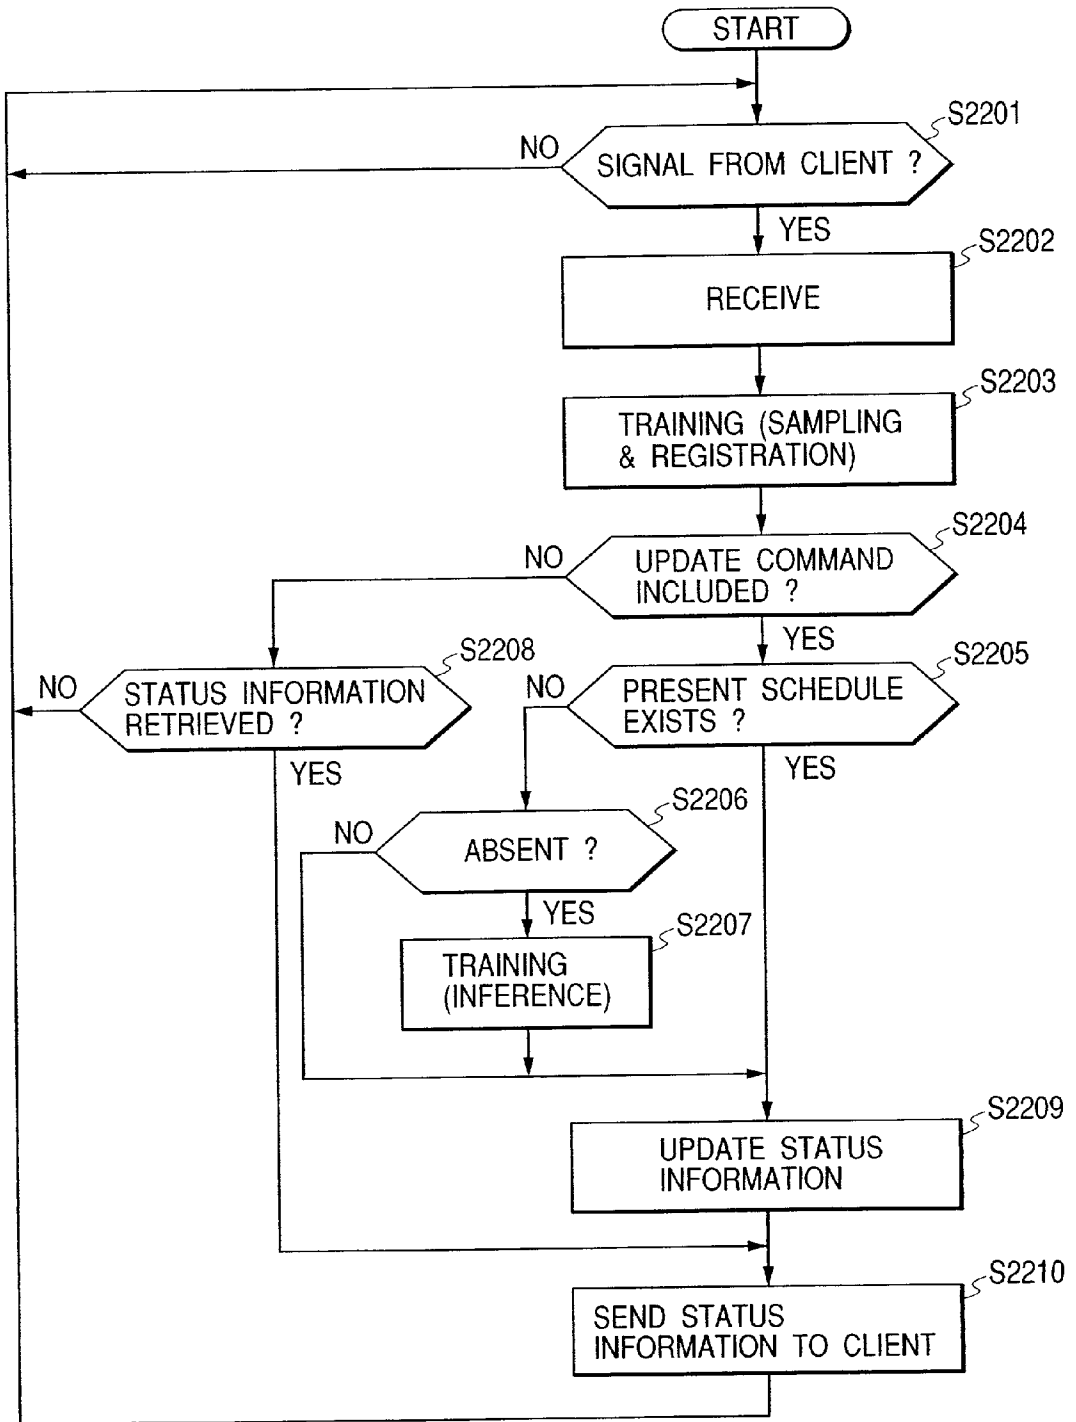 START
S2201
NO
SIGNAL FROM CLIENT ?
YES
S2202
RECEIVE
S2203
TRAINING (SAMPLING
& REGISTRATION)
S2204
NO
UPDATE COMMAND
INCLUDED ?
YES
S2208
NO
STATUS INFORMATION
RETRIEVED ?
YES
S2205
NO
PRESENT SCHEDULE
EXISTS ?
YES
S2206
NO
ABSENT ?
YES
S2207
TRAINING
(INFERENCE)
S2209
UPDATE STATUS
INFORMATION
S2210
SEND STATUS
INFORMATION TO CLIENT